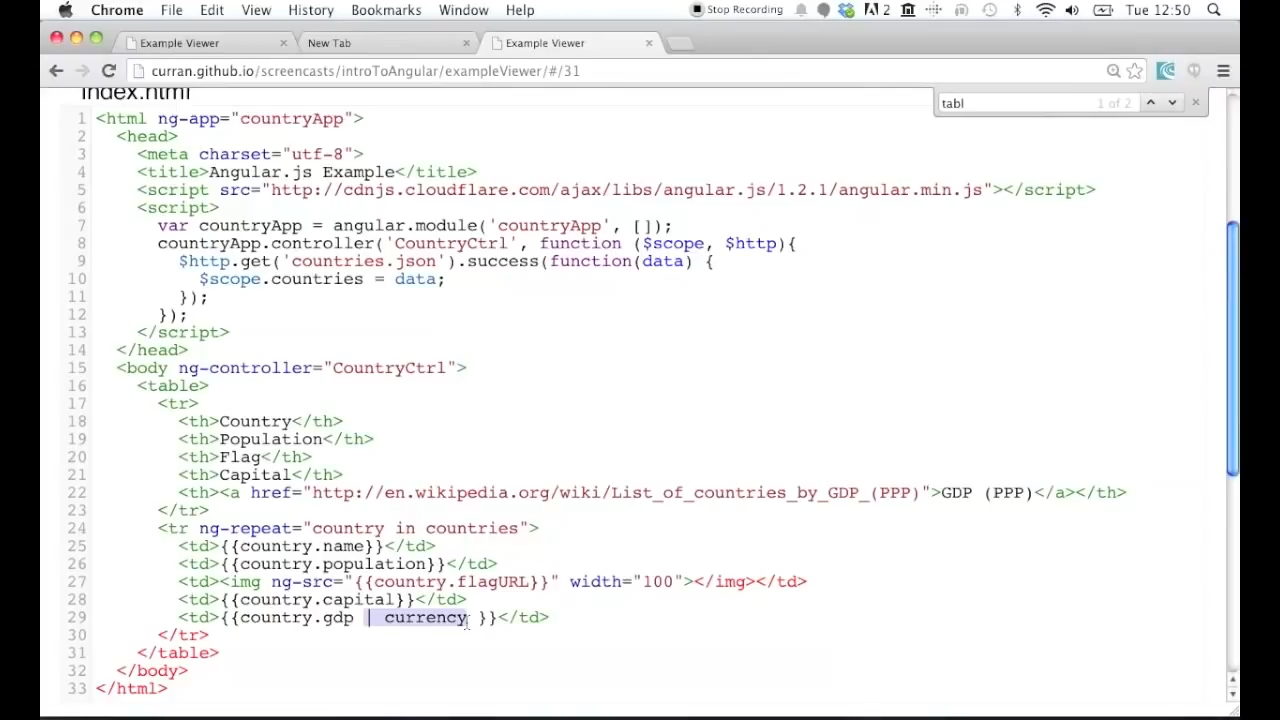 Chrome File Edit View History Bookmarks Window Help Stop Recording 2 Tue 12:50
Example Viewer New Tab Example Viewer
curran.github.io/screencasts/introToAngular/exampleViewer/#/31
index.html
tabl 1 of 2
1 <html ng-app="countryApp">
2 <head>
3 <meta charset="utf-8">
4 <title>Angular.js Example</title>
5 <script src="http://cdnjs.cloudflare.com/ajax/libs/angular.js/1.2.1/angular.min.js"></script>
6 <script>
7 var countryApp = angular.module('countryApp', []);
8 countryApp.controller('CountryCtrl', function ($scope, $http){
9 $http.get('countries.json').success(function(data) {
10 $scope.countries = data;
11 });
12 });
13 </script>
14 </head>
15 <body ng-controller="CountryCtrl">
16 <table>
17 <tr>
18 <th>Country</th>
19 <th>Population</th>
20 <th>Flag</th>
21 <th>Capital</th>
22 <th><a href="http://en.wikipedia.org/wiki/List_of_countries_by_GDP_(PPP)">GDP (PPP)</a></th>
23 </tr>
24 <tr ng-repeat="country in countries">
25 <td>{{country.name}}</td>
26 <td>{{country.population}}</td>
27 <td><img ng-src="{{country.flagURL}}" width="100"></img></td>
28 <td>{{country.capital}}</td>
29 <td>{{country.gdp | currency }}</td>
30 </tr>
31 </table>
32 </body>
33 </html>